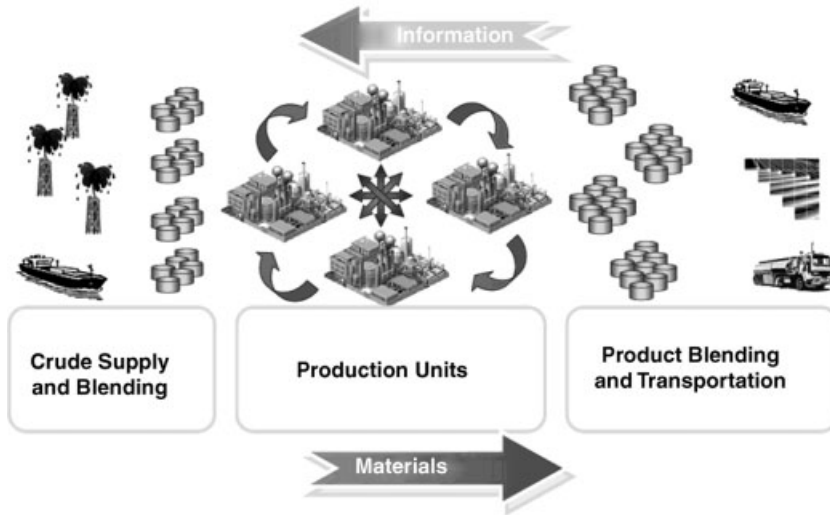 Information
Crude Supply
and Blending
Production Units
Product Blending
and Transportation
Materials